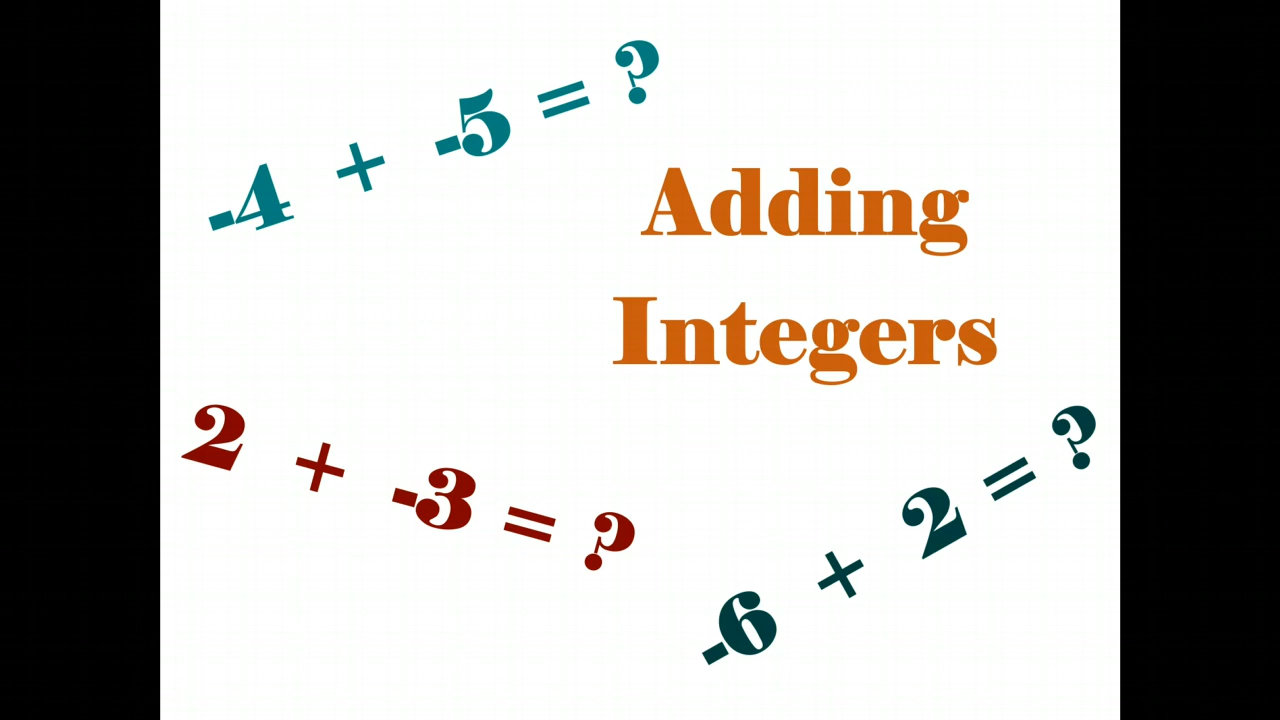 -4 + -5 = ?
Adding
Integers
2 + -3 = ?
-6 + 2 = ?